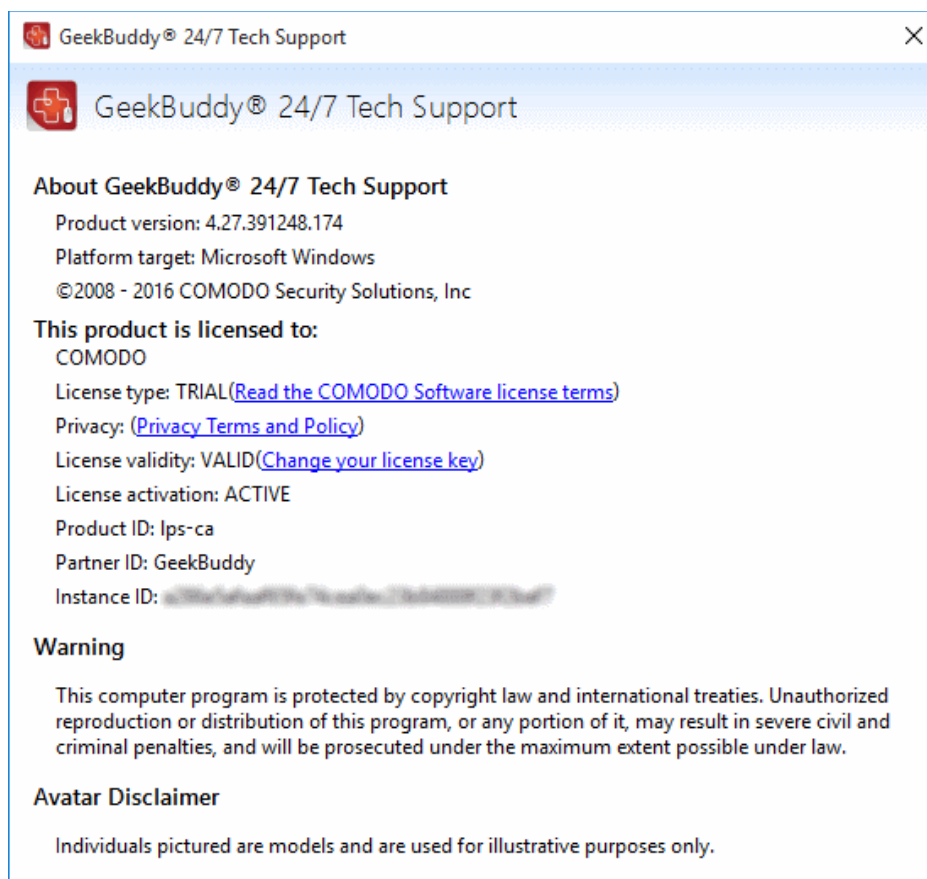 GeekBuddy® 24/7 Tech Support
GeekBuddy® 24/7 Tech Support
About GeekBuddy® 24/7 Tech Support
Product version: 4.27.391248.174
Platform target: Microsoft Windows
©2008 - 2016 COMODO Security Solutions, Inc
This product is licensed to:
COMODO
License type: TRIAL(Read the COMODO Software license terms)
Privacy: (Privacy Terms and Policy)
License validity: VALID(Change your license key)
License activation: ACTIVE
Product ID: lps-ca
Partner ID: GeekBuddy
Instance ID:
Warning
This computer program is protected by copyright law and international treaties. Unauthorized
reproduction or distribution of this program, or any portion of it, may result in severe civil and
criminal penalties, and will be prosecuted under the maximum extent possible under law.
Avatar Disclaimer
Individuals pictured are models and are used for illustrative purposes only.